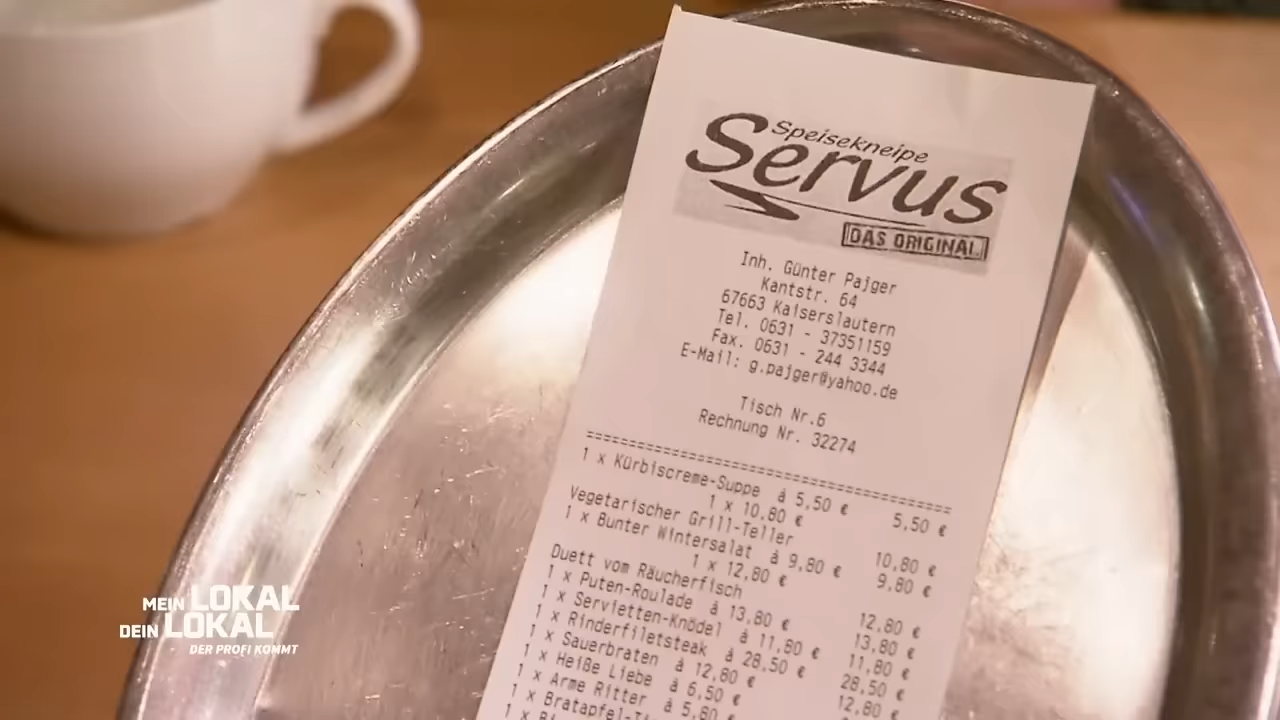 Speisekneipe
Servus
DAS ORIGINAL
Inh. Günter Pajger
Kantstr. 64
67663 Kaiserslautern
Tel. 0631 - 37351159
Fax. 0631 - 244 3344
E-Mail: g.pajger@yahoo.de
Tisch Nr.6
Rechnung Nr. 32274
==========================================
1 x Kürbiscreme-Suppe á 5,50 € 5,50 €
1 x 10,80 €
Vegetarischer Grill-Teller 10,80 €
1 x Bunter Wintersalat á 9,80 € 9,80 €
1 x 12,80 €
Duett vom Räucherfisch 12,80 €
1 x Puten-Roulade á 13,80 € 13,80 €
1 x Servietten-Knödel á 11,80 € 11,80 €
1 x Rinderfiletsteak á 28,50 € 28,50 €
1 x Sauerbraten á 12,80 € 12,80 €
1 x Heiße Liebe á 6,50 €
1 x Arme Ritter á 5,80 €
1 x
MEIN LOKAL
DEIN LOKAL
DER PROFI KOMMT